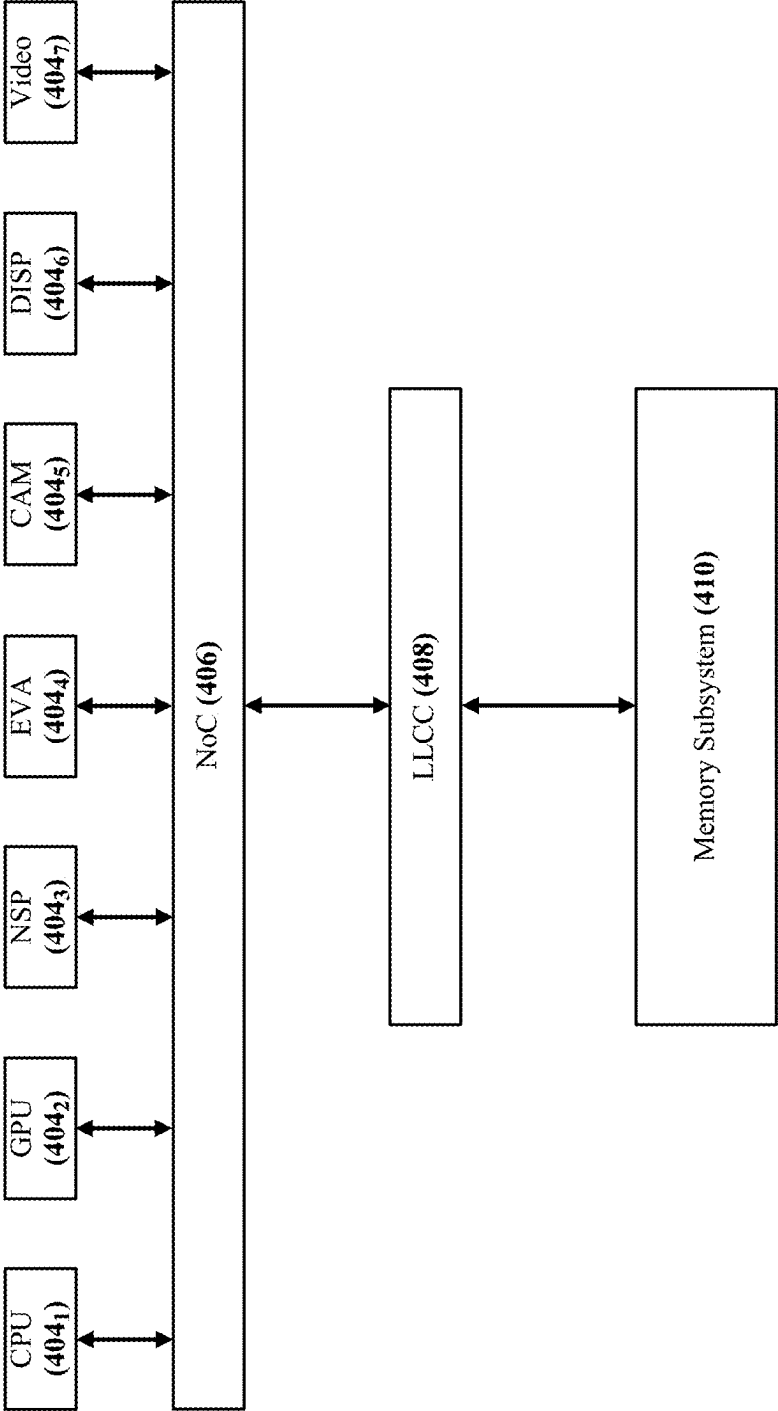 CPU
(404₁)
GPU
(404₂)
NSP
(404₃)
EVA
(404₄)
CAM
(404₅)
DISP
(404₆)
Video
(404₇)
NoC (406)
LLCC (408)
Memory Subsystem (410)